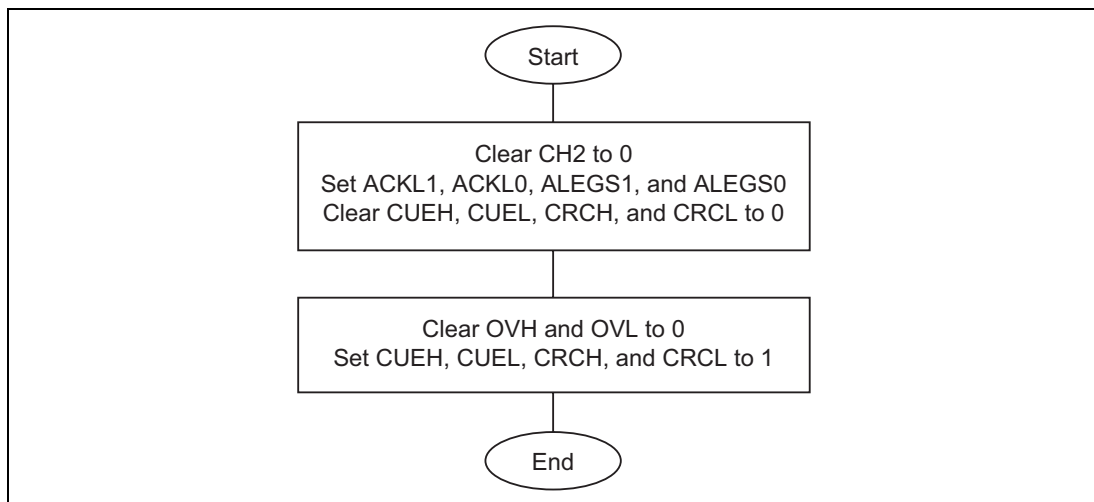 Start
Clear CH2 to 0
Set ACKL1, ACKL0, ALEGS1, and ALEGS0
Clear CUEH, CUEL, CRCH, and CRCL to 0
Clear OVH and OVL to 0
Set CUEH, CUEL, CRCH, and CRCL to 1
End